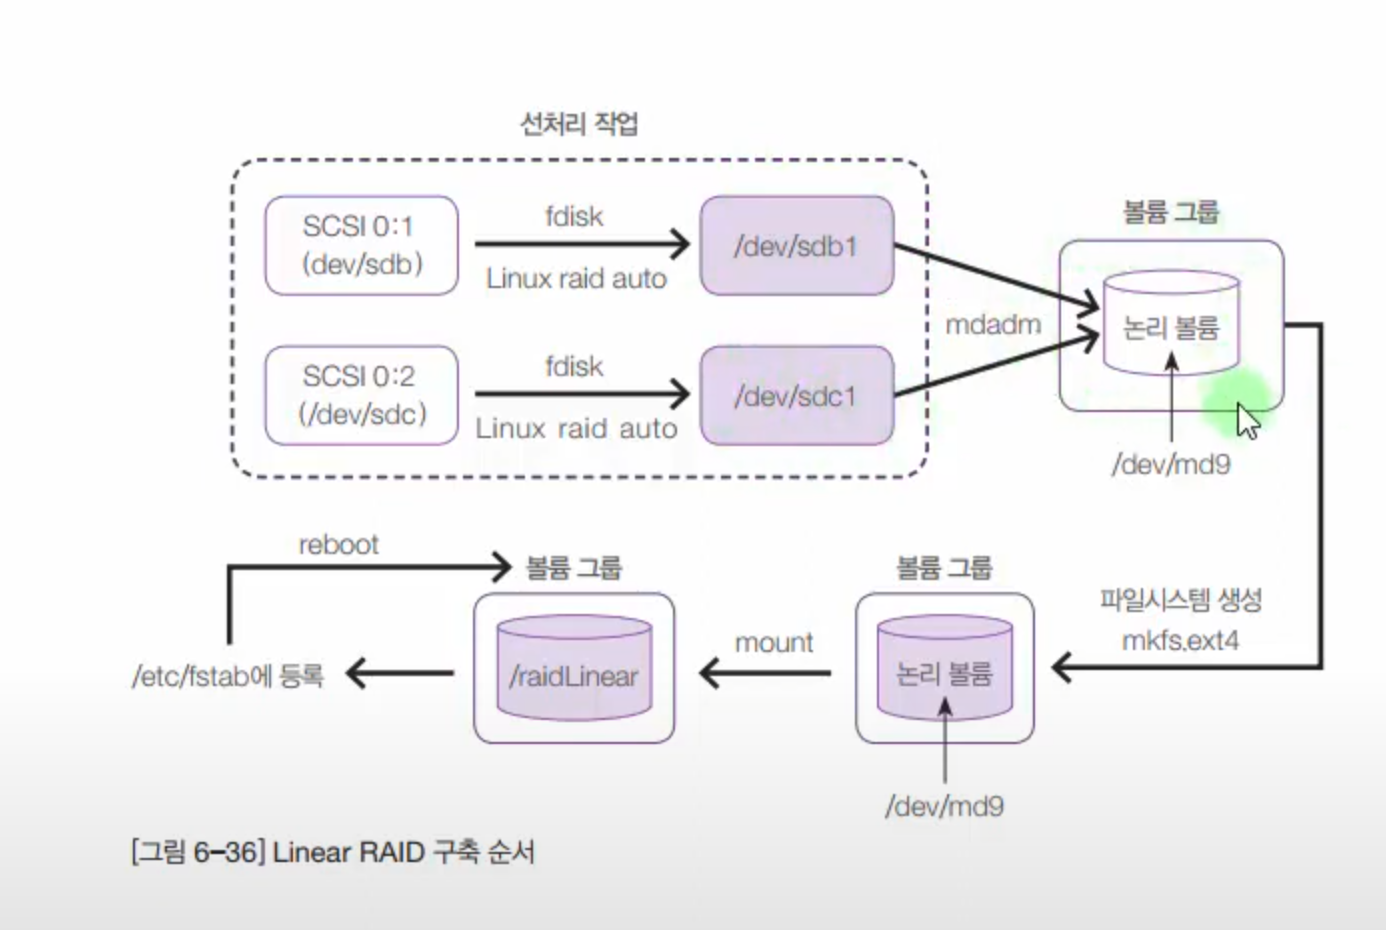 선처리 작업
SCSI 0:1
(dev/sdb)
fdisk
Linux raid auto
/dev/sdb1
SCSI 0:2
(/dev/sdc)
fdisk
Linux raid auto
/dev/sdc1
mdadm
볼륨 그룹
논리 볼륨
/dev/md9
파일시스템 생성
mkfs.ext4
볼륨 그룹
논리 볼륨
/dev/md9
mount
볼륨 그룹
/raidLinear
/etc/fstab에 등록
reboot
[그림 6-36] Linear RAID 구축 순서